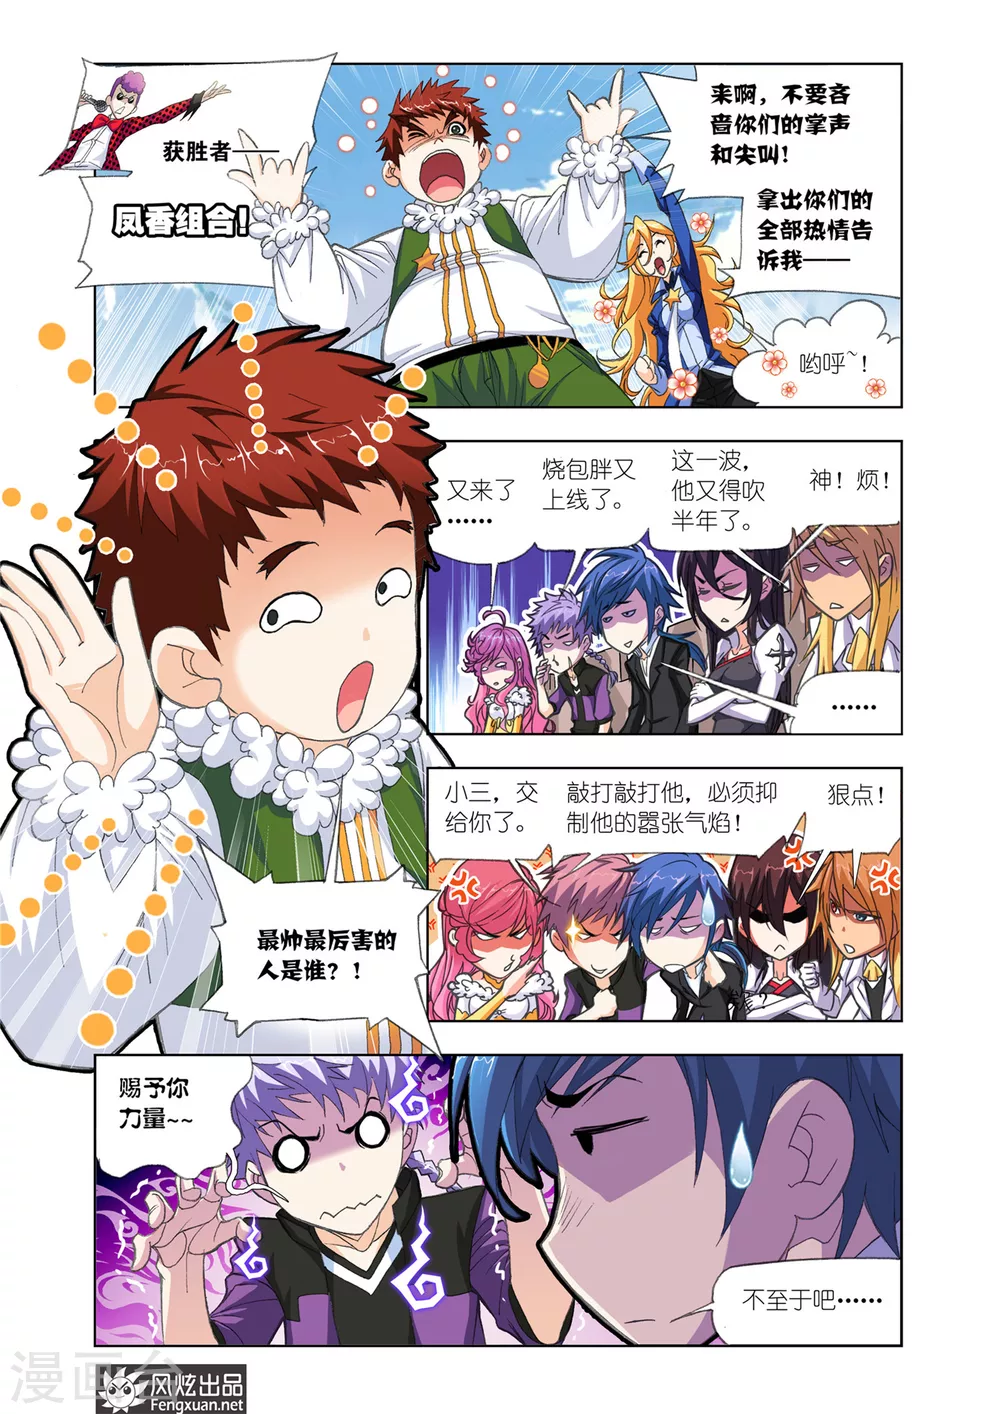 获胜者——
凤香组合!
来啊,不要吝
啬你们的掌声
和尖叫!
拿出你们的
全部热情告
诉我——
哟呼~!
又来了
……
烧包胖又
上线了。
这一波,
他又得吹
半年了。
神!烦!
……
小三,交
给你了。
敲打敲打他,必须抑
制他的嚣张气焰!
狠点!
最帅最厉害的
人是谁?!
赐予你
力量~~
不至于吧……
漫画台
风炫出品
Fengxuan.net